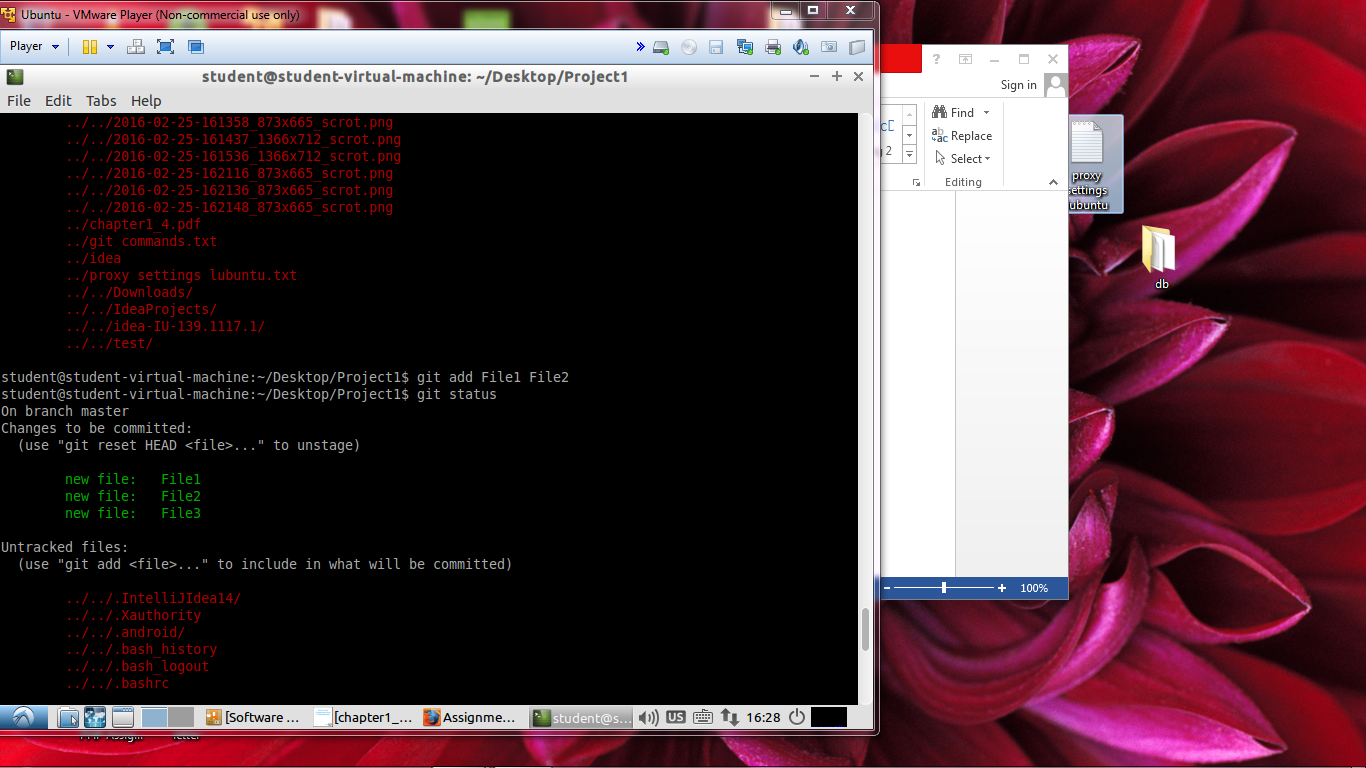 Ubuntu - VMware Player (Non-commercial use only)
Player
student@student-virtual-machine: ~/Desktop/Project1
File Edit Tabs Help
../../2016-02-25-161358_873x665_scrot.png
../../2016-02-25-161437_1366x712_scrot.png
../../2016-02-25-161536_1366x712_scrot.png
../../2016-02-25-162116_873x665_scrot.png
../../2016-02-25-162136_873x665_scrot.png
../../2016-02-25-162148_873x665_scrot.png
../chapter1_4.pdf
../git commands.txt
../idea
../proxy settings lubuntu.txt
../../Downloads/
../../IdeaProjects/
../../idea-IU-139.1117.1/
../../test/
student@student-virtual-machine:~/Desktop/Project1$ git add File1 File2
student@student-virtual-machine:~/Desktop/Project1$ git status
On branch master
Changes to be committed:
(use "git reset HEAD <file>..." to unstage)
new file: File1
new file: File2
new file: File3
Untracked files:
(use "git add <file>..." to include in what will be committed)
../../.IntelliJIdea14/
../../.Xauthority
../../.android/
../../.bash_history
../../.bash_logout
../../.bashrc
[Software ... [chapter1_... Assignme... student@s... US 16:28
Sign in
Find
Replace
2 Select
Editing
100%
proxy
settings
lubuntu
db